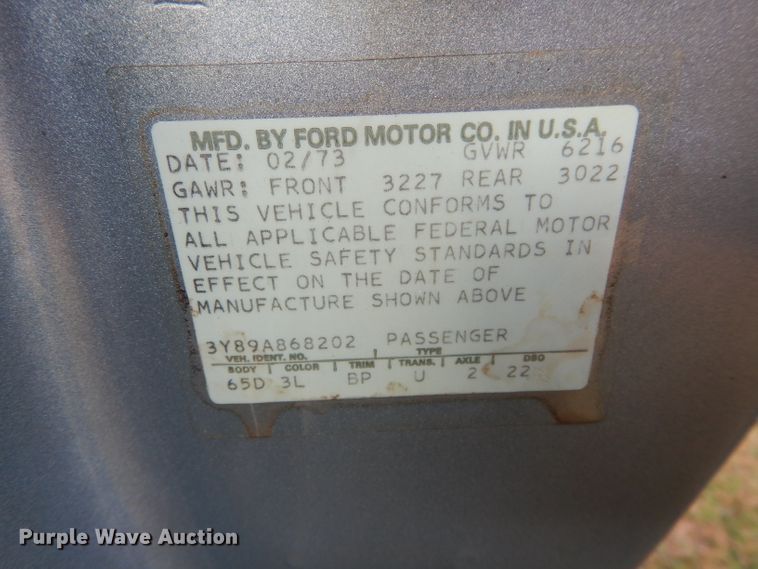 MFD. BY FORD MOTOR CO. IN U.S.A.
DATE: 02/73 GVWR 6216
GAWR: FRONT 3227 REAR 3022
THIS VEHICLE CONFORMS TO
ALL APPLICABLE FEDERAL MOTOR
VEHICLE SAFETY STANDARDS IN
EFFECT ON THE DATE OF
MANUFACTURE SHOWN ABOVE
3Y89A868202 PASSENGER
VEH. IDENT. NO. TYPE
BODY COLOR TRIM TRANS. AXLE DSO
65D 3L BP U 2 22
Purple Wave Auction